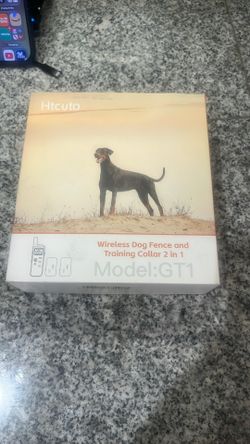 Htcuto
Wireless Dog Fence and
Training Collar 2 in 1
Model:GT1